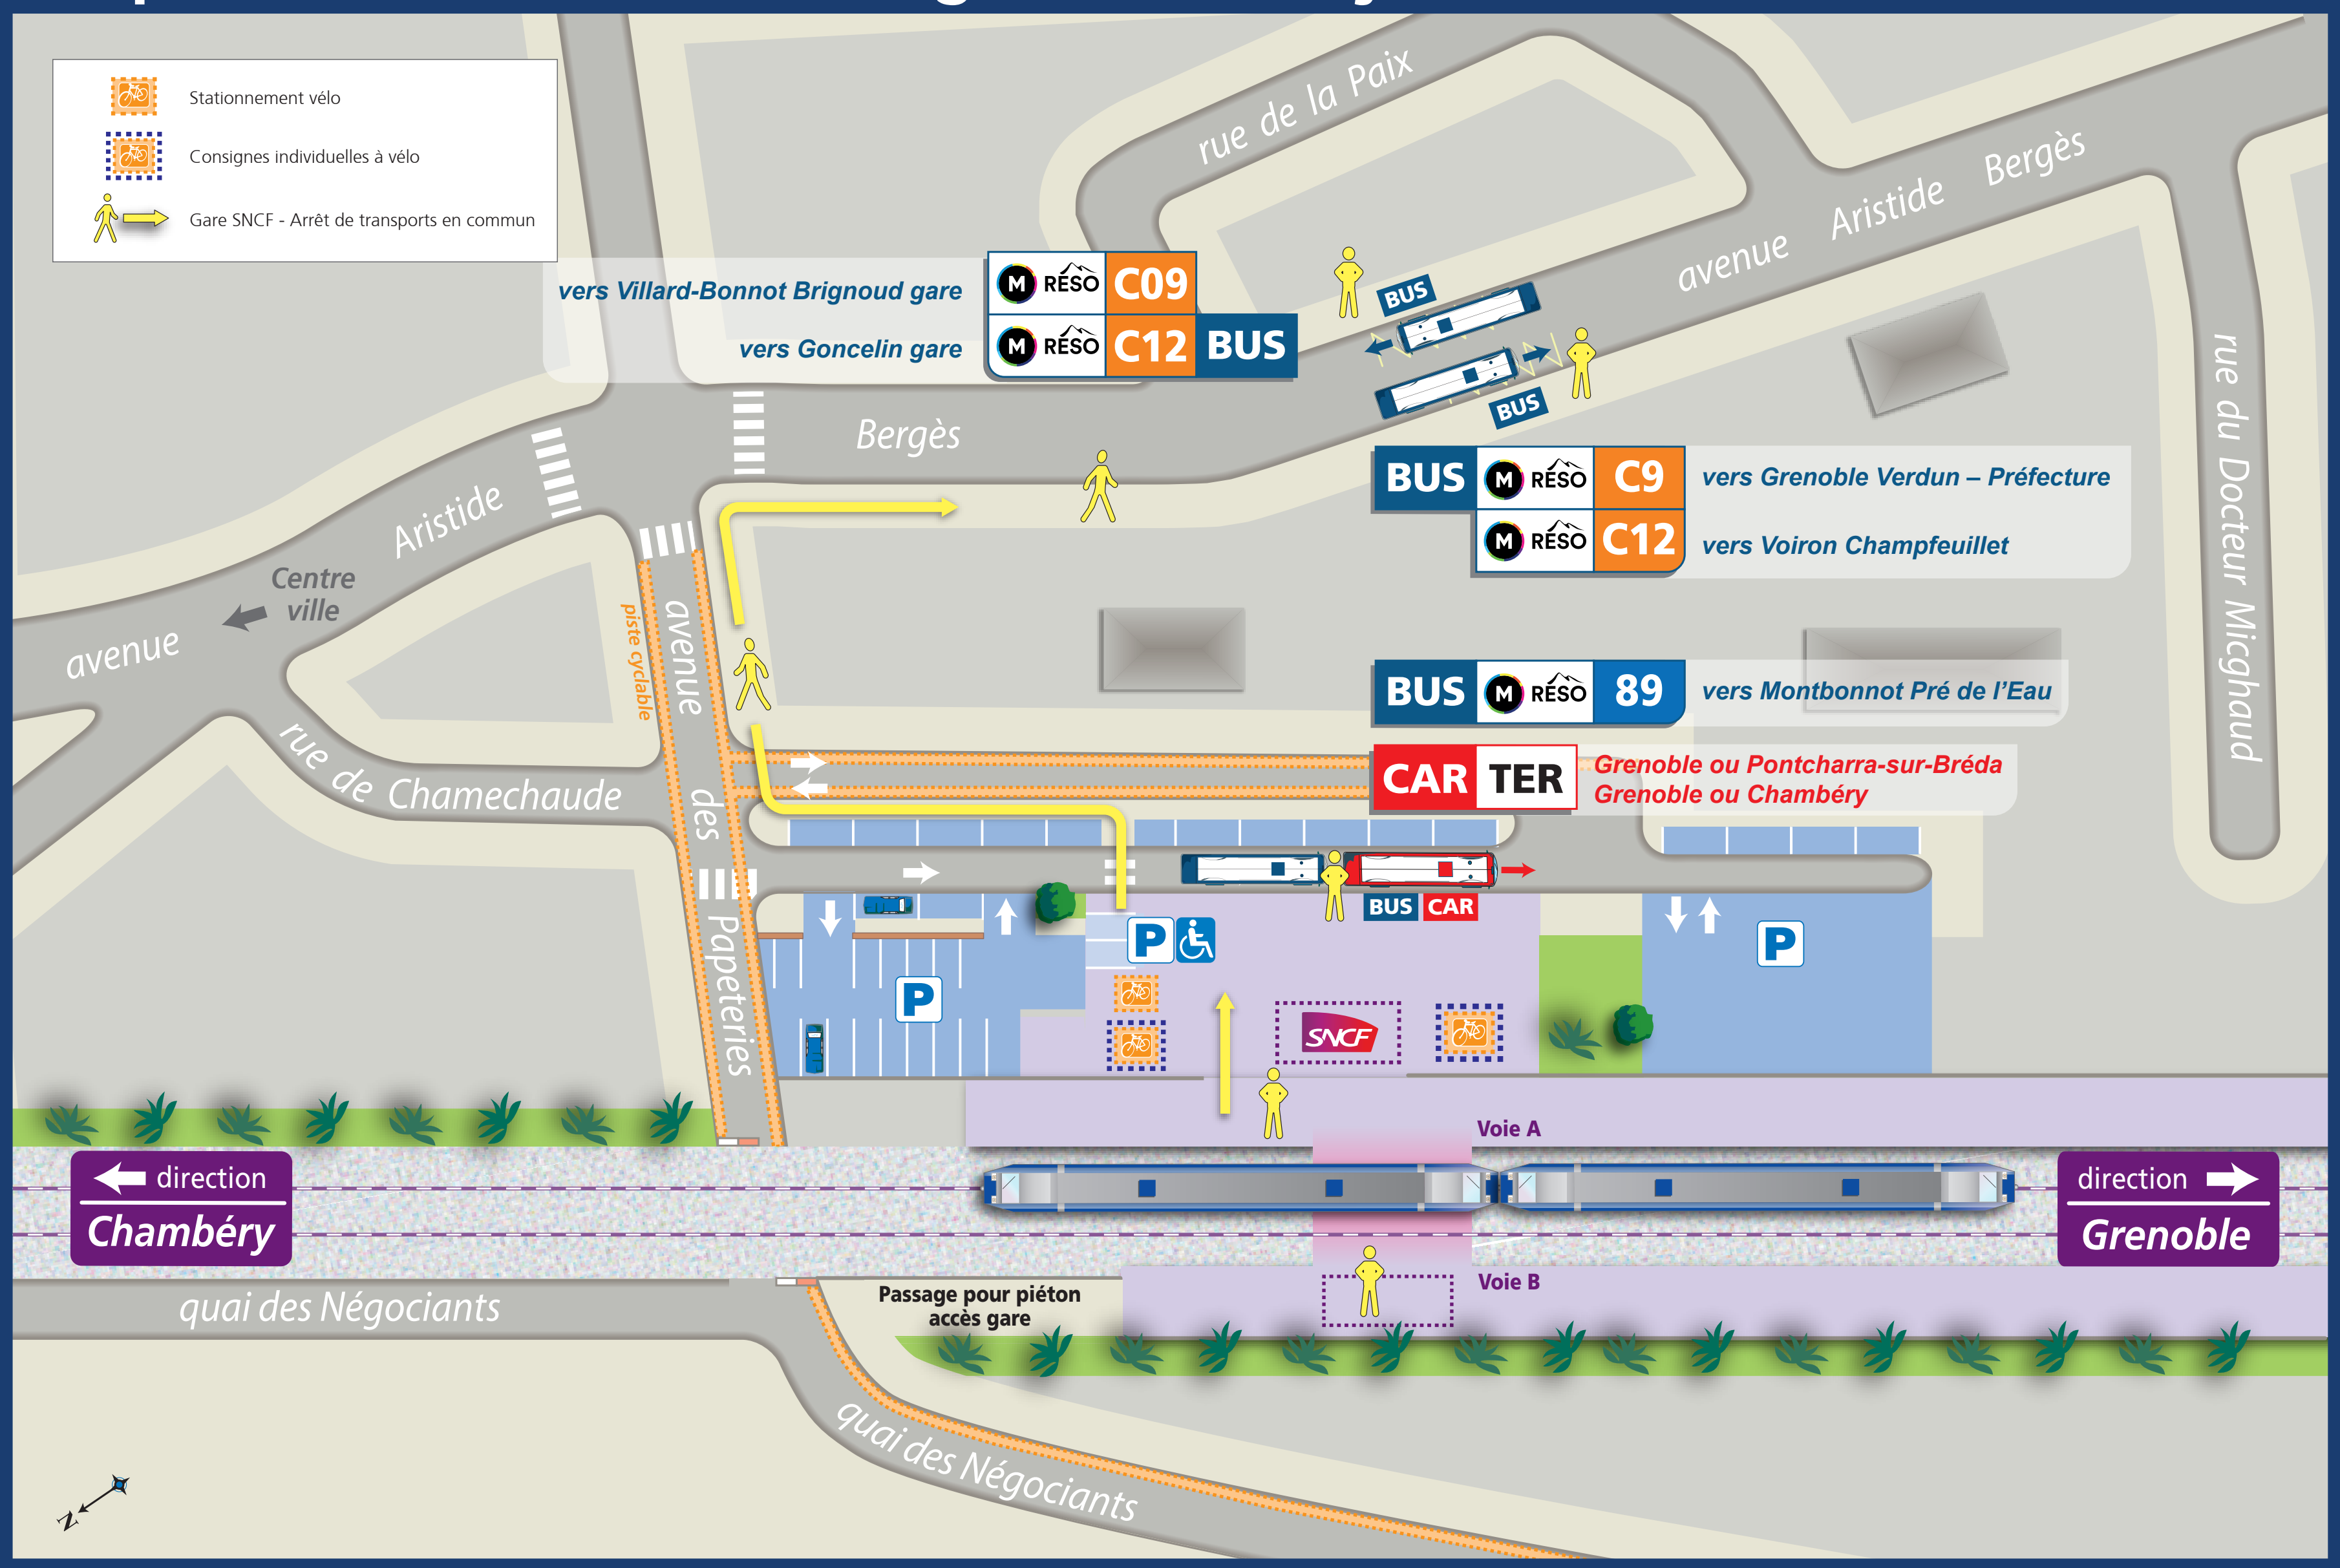 Stationnement vélo
Consignes individuelles à vélo
Gare SNCF - Arrêt de transports en commun
rue de la Paix
avenue Aristide Bergès
rue du Docteur Micghaud
vers Villard-Bonnot Brignoud gare
M RÉSO C09
vers Goncelin gare
M RÉSO C12 BUS
BUS
BUS
Bergès
Aristide
avenue
Centre
ville
BUS M RÉSO C9 vers Grenoble Verdun – Préfecture
M RÉSO C12 vers Voiron Champfeuillet
piste cyclable
avenue
des
Papeteries
rue de Chamechaude
BUS M RÉSO 89 vers Montbonnot Pré de l'Eau
CAR TER
Grenoble ou Pontcharra-sur-Bréda
Grenoble ou Chambéry
BUS CAR
P
P
P
SNCF
Voie A
direction
Chambéry
direction
Grenoble
Voie B
quai des Négociants
Passage pour piéton
accès gare
quai des Négociants
N